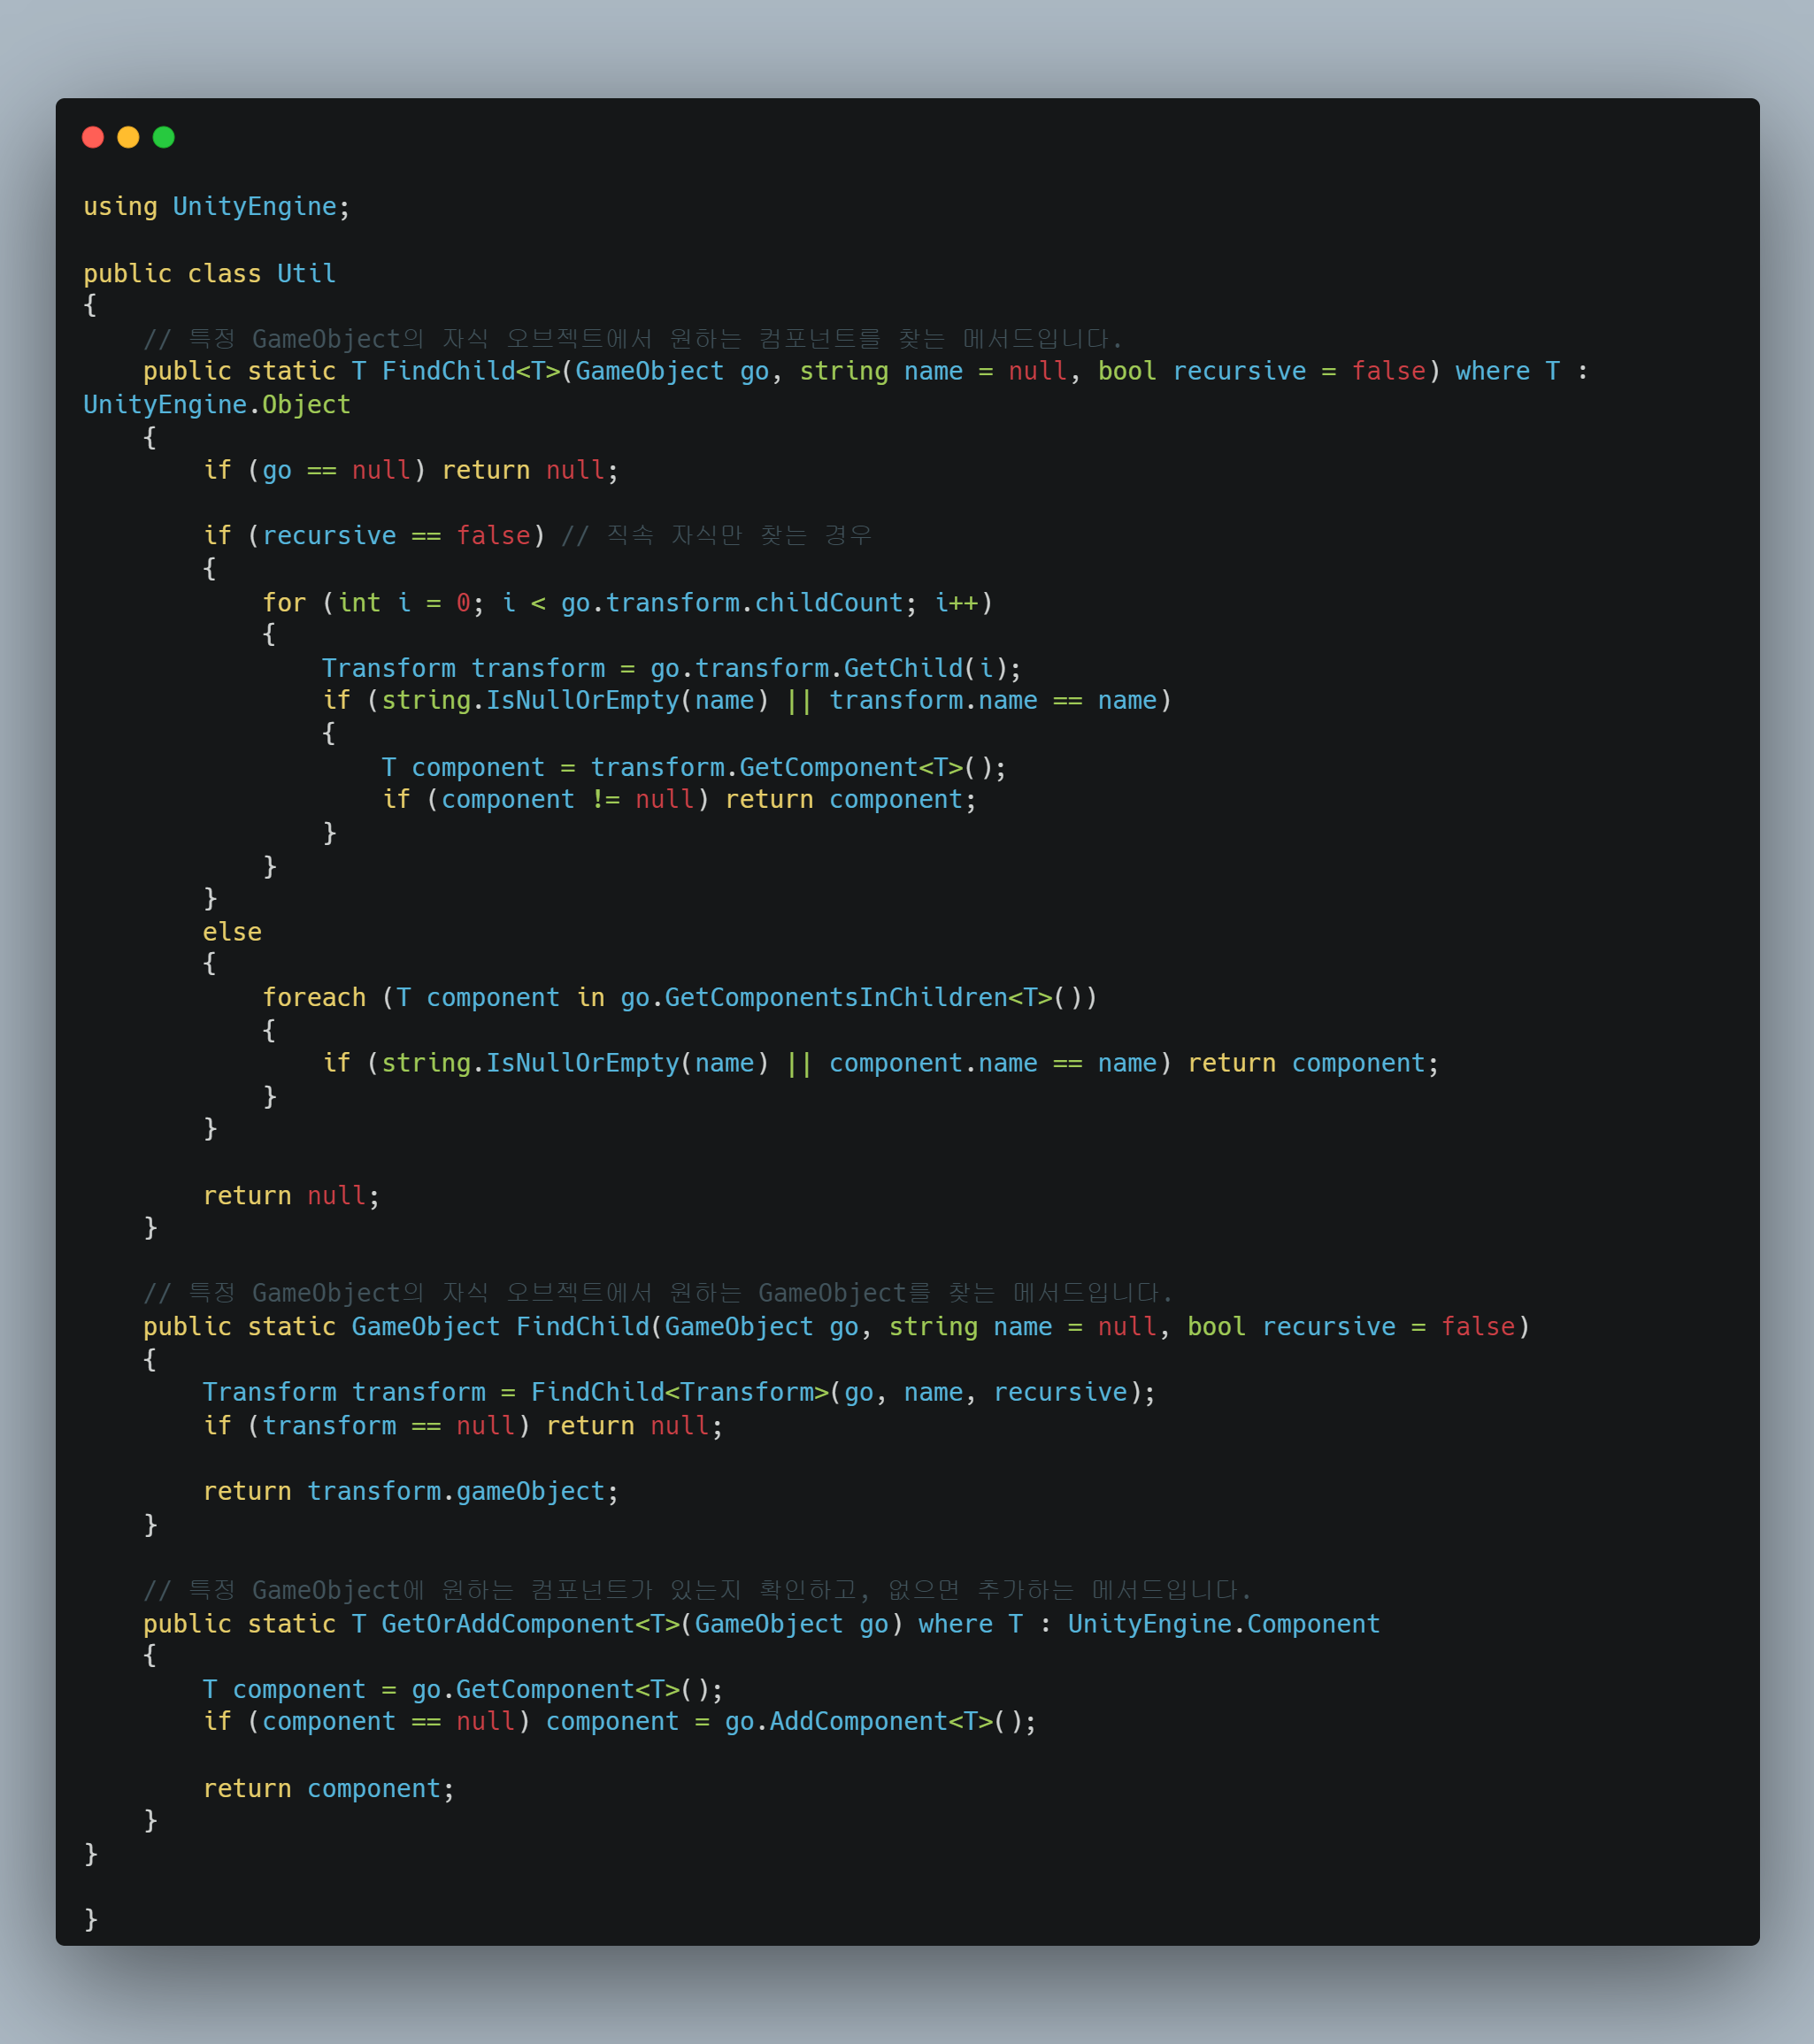 using UnityEngine;

public class Util
{
    // 특정 GameObject의 자식 오브젝트에서 원하는 컴포넌트를 찾는 메서드입니다.
    public static T FindChild<T>(GameObject go, string name = null, bool recursive = false) where T :
UnityEngine.Object
    {
        if (go == null) return null;

        if (recursive == false) // 직속 자식만 찾는 경우
        {
            for (int i = 0; i < go.transform.childCount; i++)
            {
                Transform transform = go.transform.GetChild(i);
                if (string.IsNullOrEmpty(name) || transform.name == name)
                {
                    T component = transform.GetComponent<T>();
                    if (component != null) return component;
                }
            }
        }
        else
        {
            foreach (T component in go.GetComponentsInChildren<T>())
            {
                if (string.IsNullOrEmpty(name) || component.name == name) return component;
            }
        }

        return null;
    }

    // 특정 GameObject의 자식 오브젝트에서 원하는 GameObject를 찾는 메서드입니다.
    public static GameObject FindChild(GameObject go, string name = null, bool recursive = false)
    {
        Transform transform = FindChild<Transform>(go, name, recursive);
        if (transform == null) return null;

        return transform.gameObject;
    }

    // 특정 GameObject에 원하는 컴포넌트가 있는지 확인하고, 없으면 추가하는 메서드입니다.
    public static T GetOrAddComponent<T>(GameObject go) where T : UnityEngine.Component
    {
        T component = go.GetComponent<T>();
        if (component == null) component = go.AddComponent<T>();

        return component;
    }
}

}